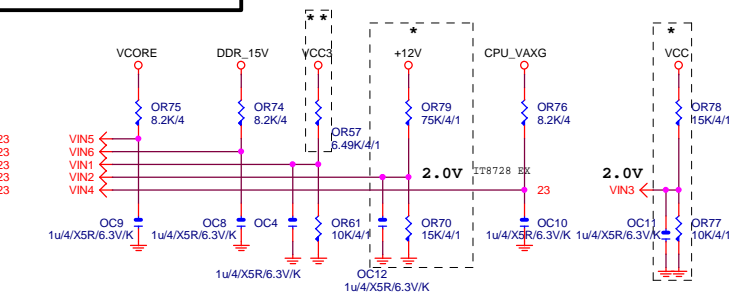 * *
*
*
VCORE
DDR_15V
VCC3
+12V
CPU_VAXG
VCC
OR75
8.2K/4
OR74
8.2K/4
OR57
6.49K/4/1
OR79
75K/4/1
OR76
8.2K/4
OR78
15K/4/1
23 VIN5
23 VIN6
23 VIN1
23 VIN2
23 VIN4
2.0V IT8728 EX
23
2.0V
VIN3
OC9
1u/4/X5R/6.3V/K
OC8
1u/4/X5R/6.3V/K
OC4
1u/4/X5R/6.3V/K
OR61
10K/4/1
OC12
1u/4/X5R/6.3V/K
OR70
15K/4/1
OC10
1u/4/X5R/6.3V/K
OC11
1u/4/X5R/6.3V/K
OR77
10K/4/1